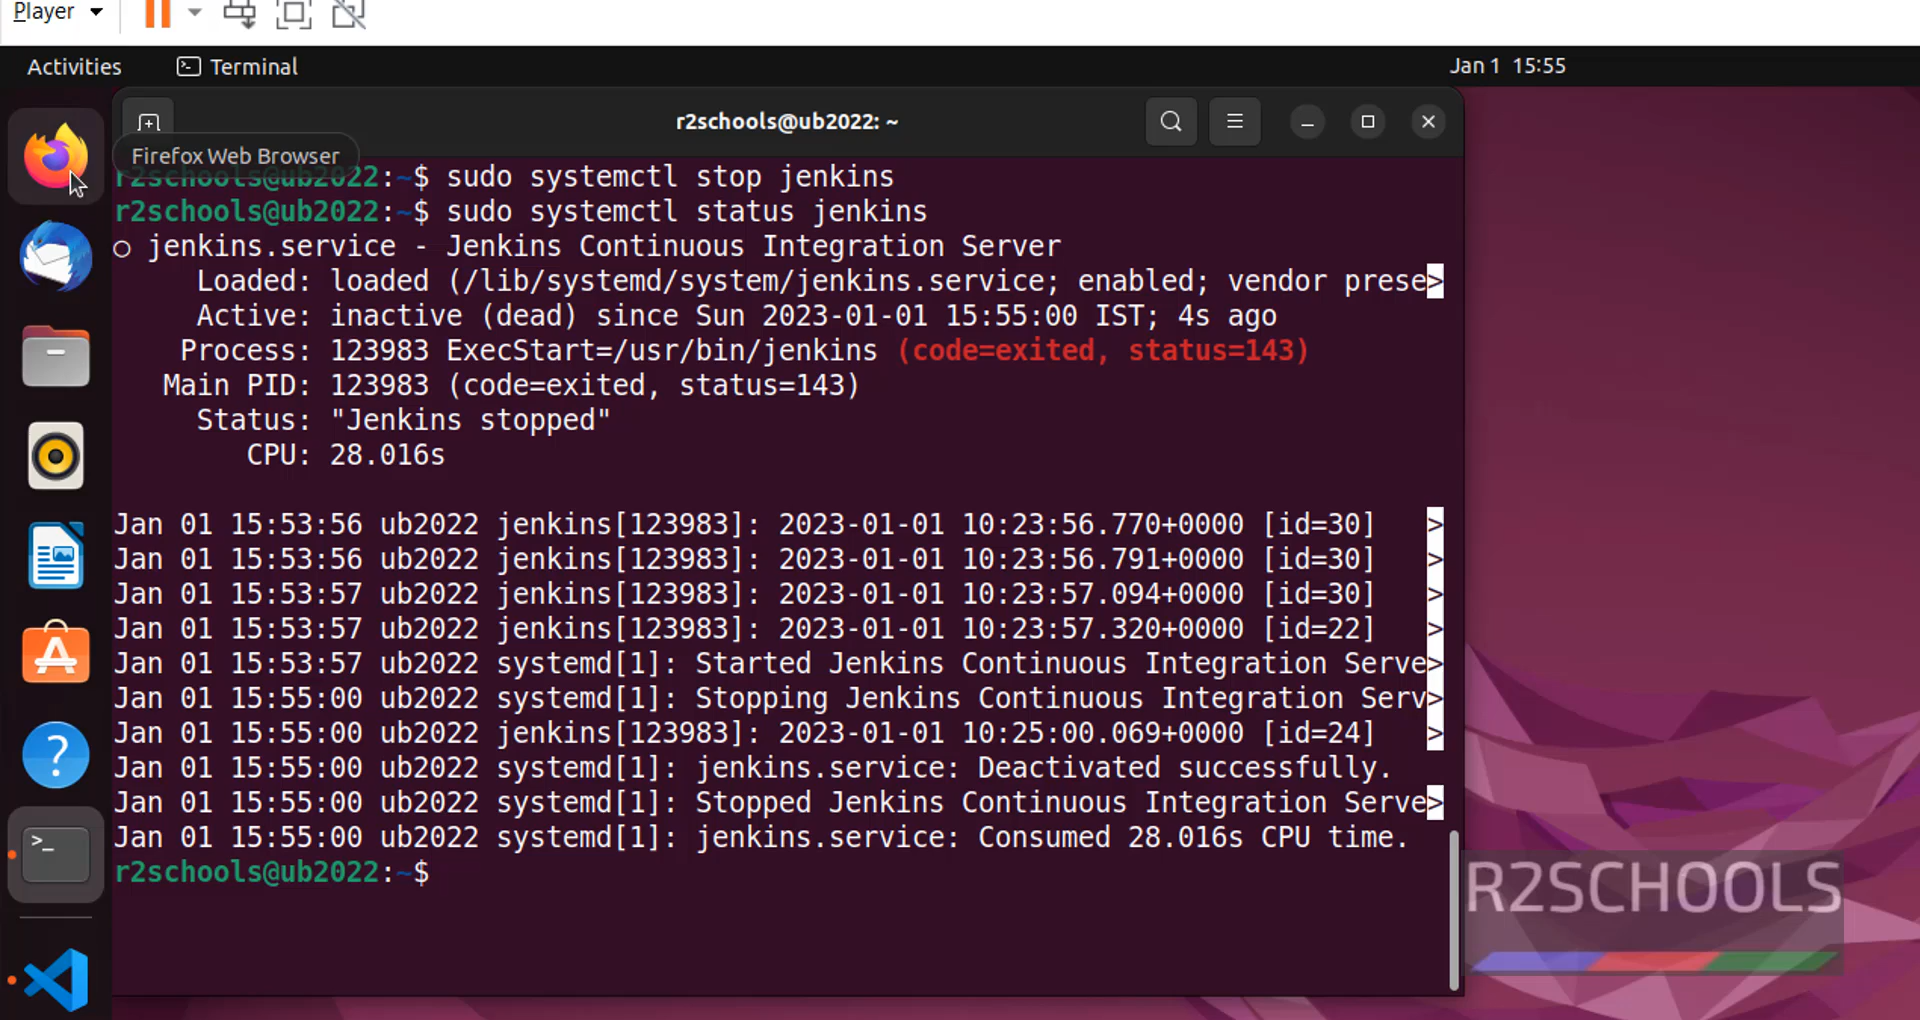 Player
Activities
Terminal
Jan 1 15:55
r2schools@ub2022: ~
Firefox Web Browser
r2schools@ub2022:~$ sudo systemctl stop jenkins
r2schools@ub2022:~$ sudo systemctl status jenkins
○ jenkins.service - Jenkins Continuous Integration Server
Loaded: loaded (/lib/systemd/system/jenkins.service; enabled; vendor prese>
Active: inactive (dead) since Sun 2023-01-01 15:55:00 IST; 4s ago
Process: 123983 ExecStart=/usr/bin/jenkins (code=exited, status=143)
Main PID: 123983 (code=exited, status=143)
Status: "Jenkins stopped"
CPU: 28.016s
Jan 01 15:53:56 ub2022 jenkins[123983]: 2023-01-01 10:23:56.770+0000 [id=30] >
Jan 01 15:53:56 ub2022 jenkins[123983]: 2023-01-01 10:23:56.791+0000 [id=30] >
Jan 01 15:53:57 ub2022 jenkins[123983]: 2023-01-01 10:23:57.094+0000 [id=30] >
Jan 01 15:53:57 ub2022 jenkins[123983]: 2023-01-01 10:23:57.320+0000 [id=22] >
Jan 01 15:53:57 ub2022 systemd[1]: Started Jenkins Continuous Integration Serve>
Jan 01 15:55:00 ub2022 systemd[1]: Stopping Jenkins Continuous Integration Serv>
Jan 01 15:55:00 ub2022 jenkins[123983]: 2023-01-01 10:25:00.069+0000 [id=24] >
Jan 01 15:55:00 ub2022 systemd[1]: jenkins.service: Deactivated successfully.
Jan 01 15:55:00 ub2022 systemd[1]: Stopped Jenkins Continuous Integration Serve>
Jan 01 15:55:00 ub2022 systemd[1]: jenkins.service: Consumed 28.016s CPU time.
r2schools@ub2022:~$
R2SCHOOLS